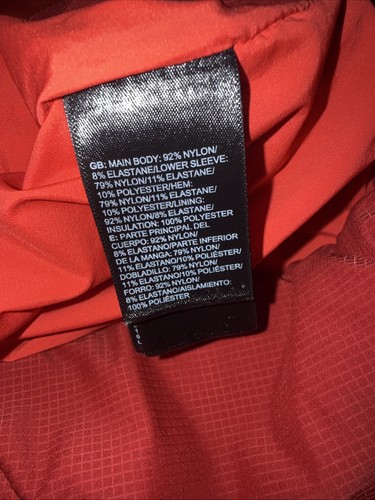 GB: MAIN BODY: 92% NYLON/
8% ELASTANE/LOWER SLEEVE:
79% NYLON/11% ELASTANE/
10% POLYESTER/HEM:
79% NYLON/11% ELASTANE/
10% POLYESTER/LINING:
92% NYLON/8% ELASTANE/
INSULATION: 100% POLYESTER
E: PARTE PRINCIPAL DEL
CUERPO: 92% NYLON/
8% ELASTANO/PARTE INFERIOR
DE LA MANGA: 79% NYLON/
11% ELASTANO/10% POLIÉSTER/
DOBLADILLO: 79% NYLON/
11% ELASTANO/10% POLIÉSTER/
FORRO: 92% NYLON/
8% ELASTANO/AISLAMIENTO:
100% POLIÉSTER